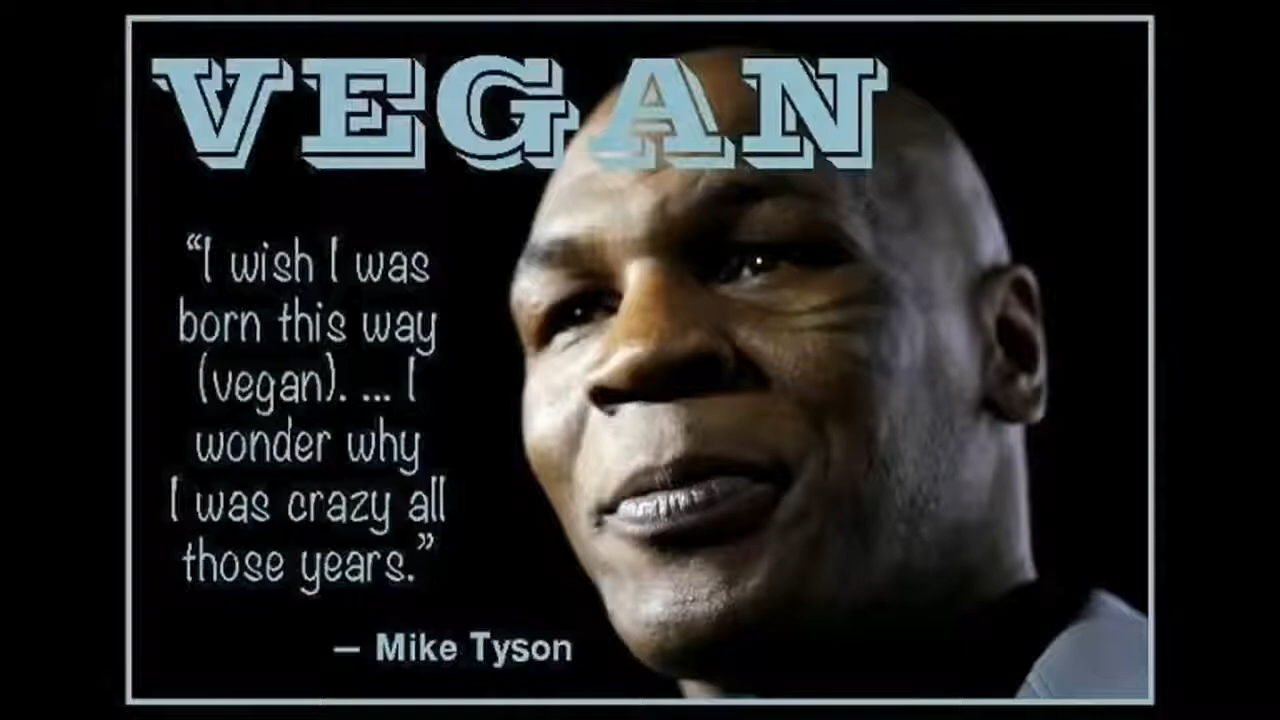 VEGAN
“I wish I was
born this way
(vegan). ... I
wonder why
I was crazy all
those years.”
– Mike Tyson